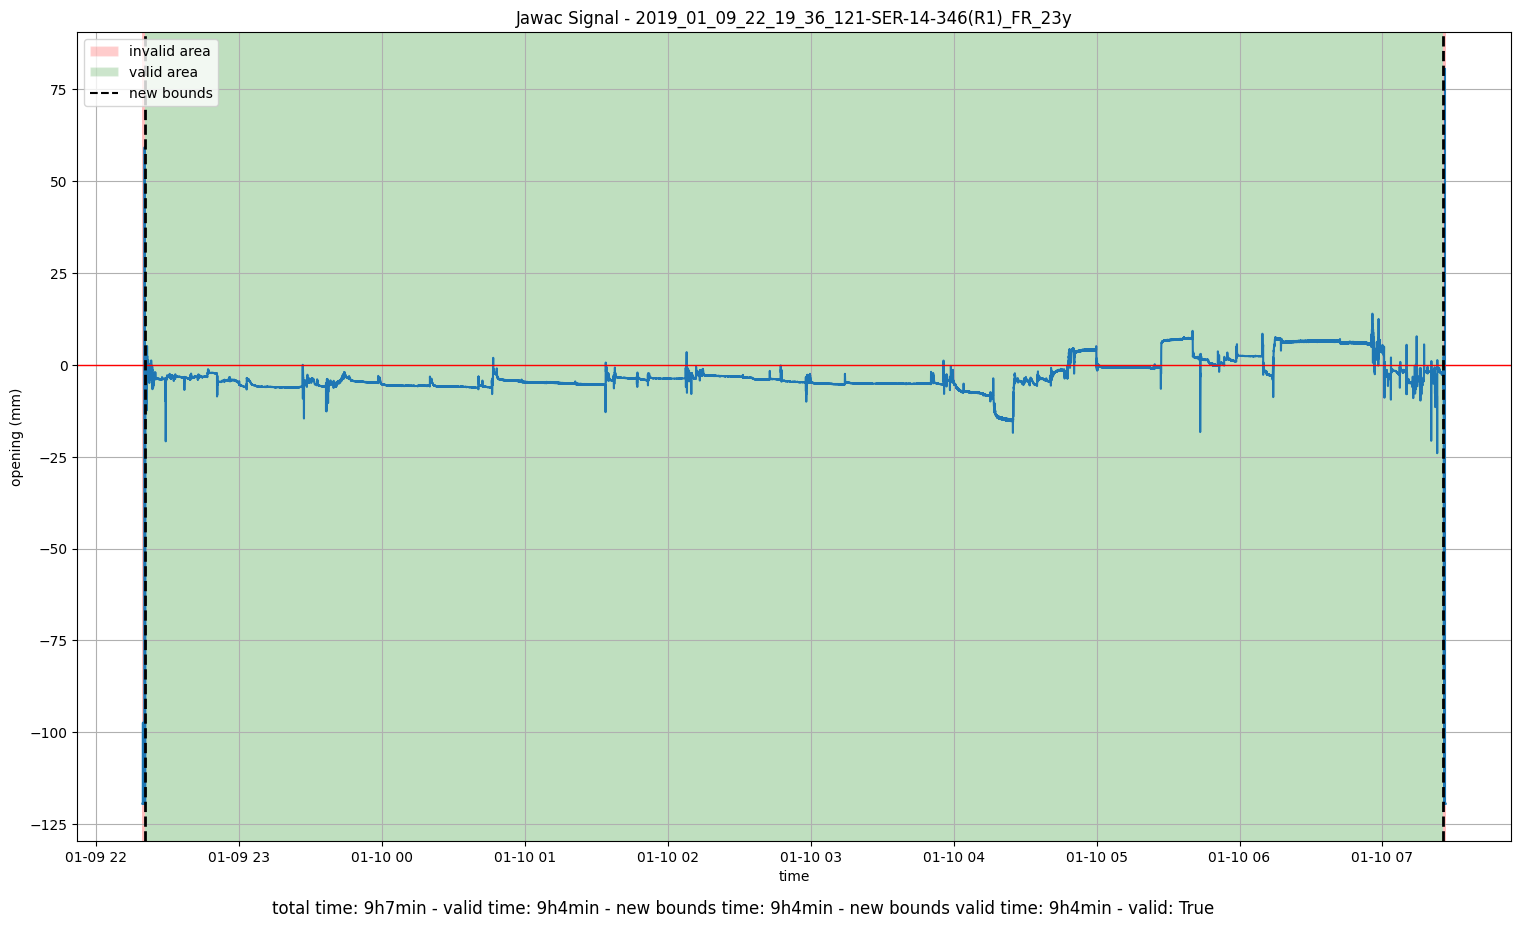 Jawac Signal - 2019_01_09_22_19_36_121-SER-14-346(R1)_FR_23y
invalid area
valid area
new bounds
75
50
25
0
−25
−50
−75
−100
−125
opening (mm)
01-09 22
01-09 23
01-10 00
01-10 01
01-10 02
01-10 03
01-10 04
01-10 05
01-10 06
01-10 07
time
total time: 9h7min - valid time: 9h4min - new bounds time: 9h4min - new bounds valid time: 9h4min - valid: True